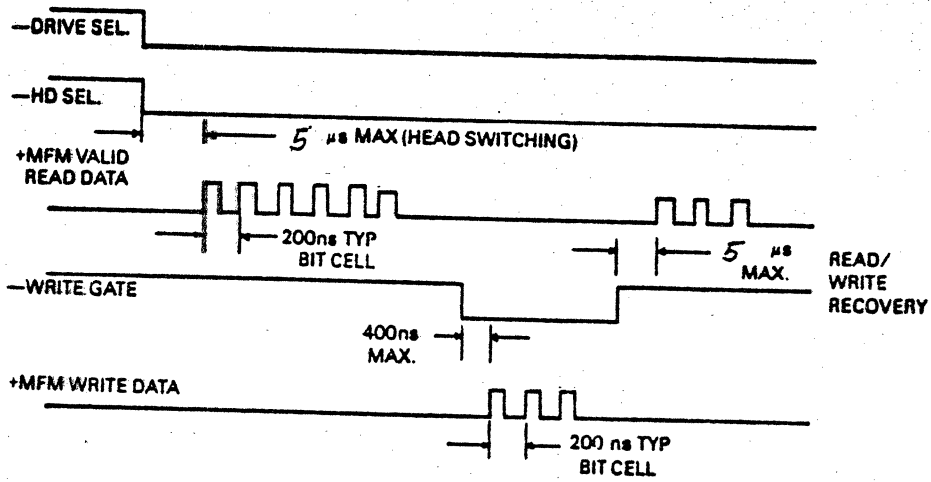 —DRIVE SEL.
—HD SEL.
5 µs MAX (HEAD SWITCHING)
+MFM VALID
READ DATA
200ns TYP
BIT CELL
5 µs
MAX.
READ/
WRITE
RECOVERY
—WRITE GATE
400ns
MAX.
+MFM WRITE DATA
200 ns TYP
BIT CELL